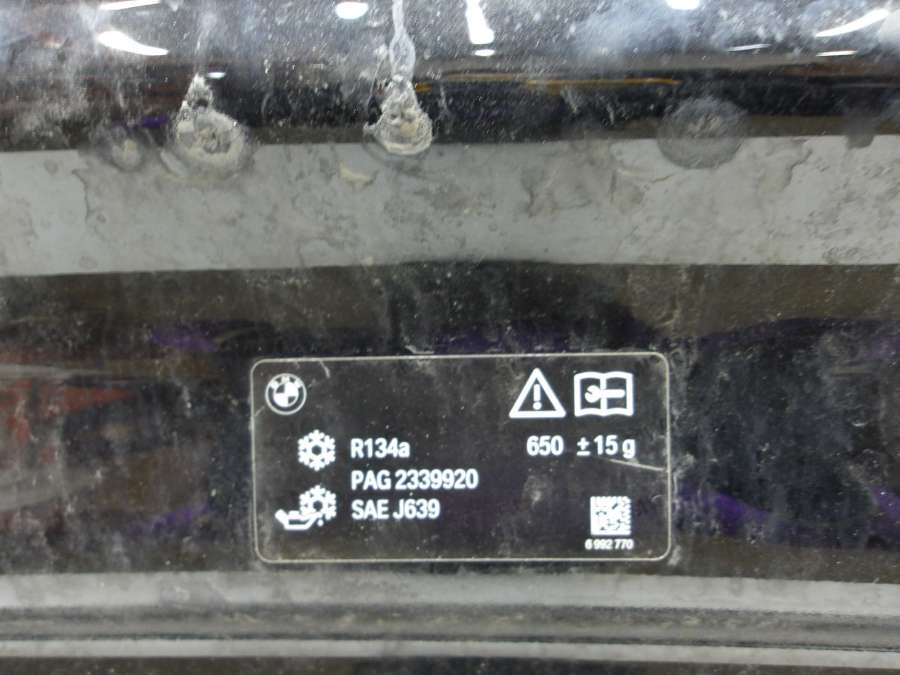 R134a 650 ±15 g
PAG 2339920
SAE J639
6 992 770